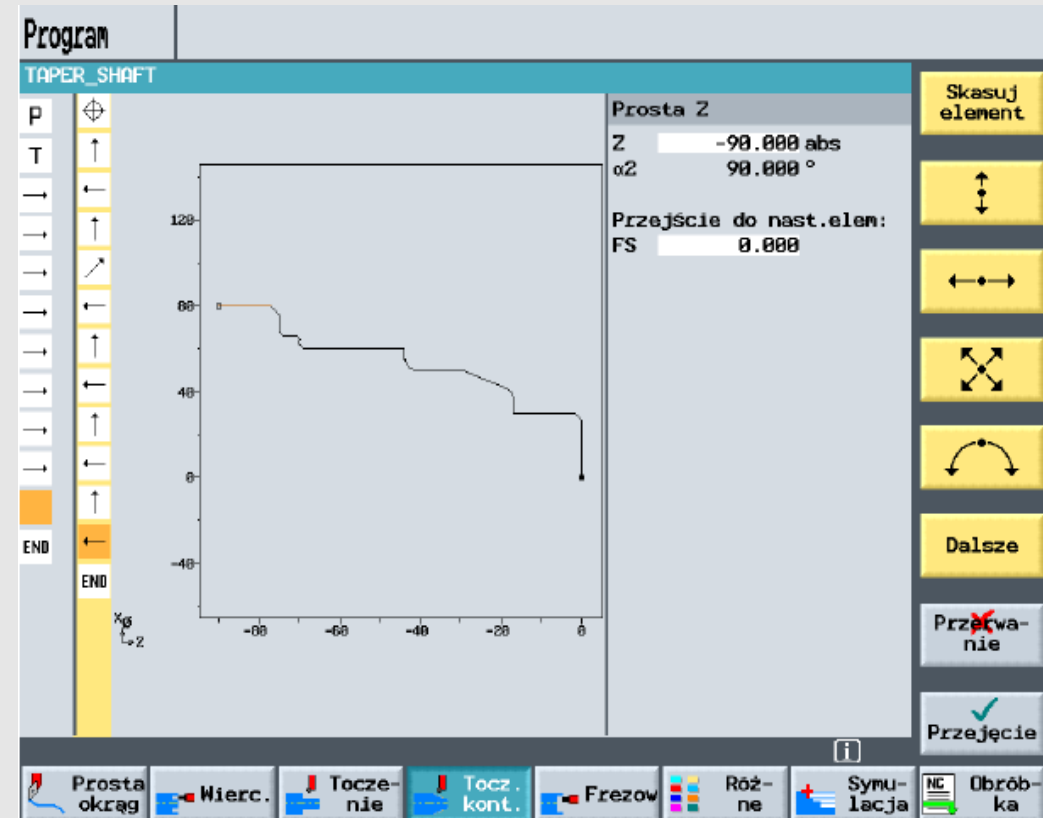 Program
TAPER_SHAFT
P
T
END
END
120
80
40
0
-40
-80
-60
-40
-20
0
XØ
Z
Prosta Z
Z -90.000 abs
α2 90.000 °
Przejście do nast.elem:
FS 0.000
Skasuj
element
Dalsze
Przerwa-
nie
Przejęcie
i
Prosta
okrąg
Wierc.
Tocze-
nie
Tocz.
kont.
Frezow
Róż-
ne
Symu-
lacja
NC
Obrób-
ka